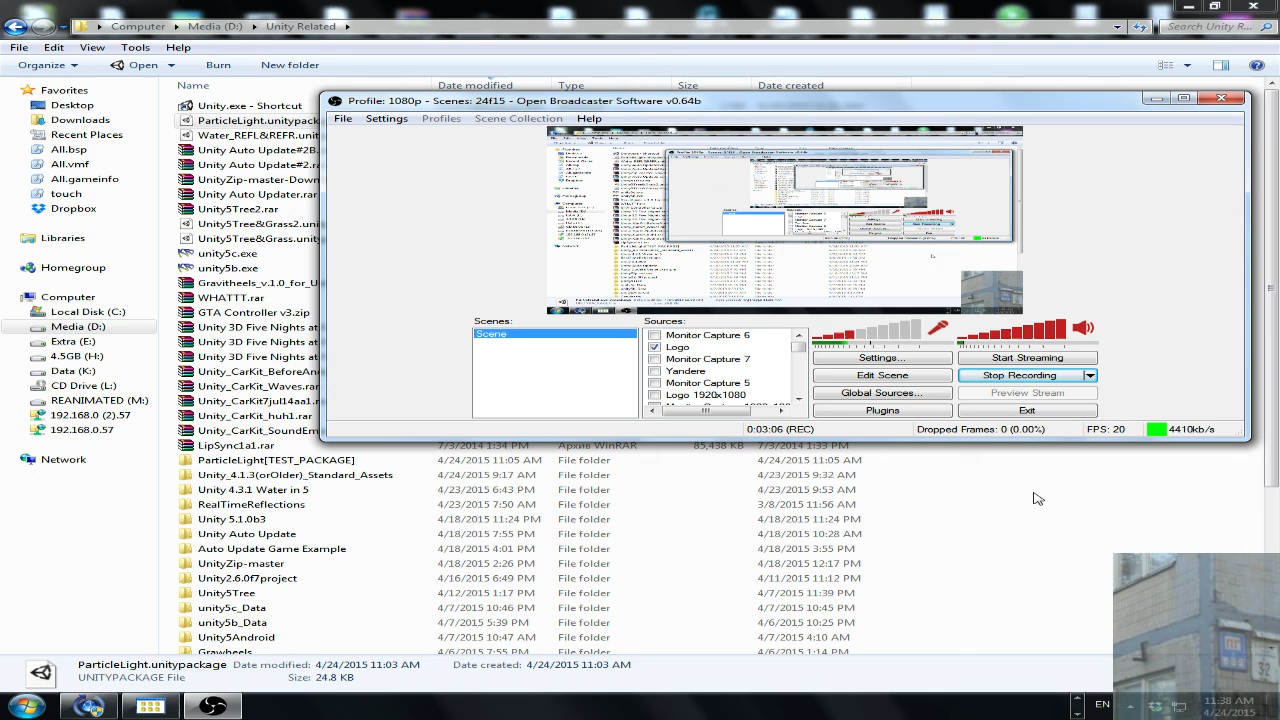 Computer Media (D:) Unity Related
Search Unity R...
File Edit View Tools Help
Organize Open Burn New folder
Name Date modified Type Size Date created
Favorites
Desktop
Downloads
Recent Places
All.bsp
All.vmf
All.memto
touch
Dropbox
Libraries
Homegroup
Computer
Local Disk (C:)
Media (D:)
Extra (E:)
4.5GB (H:)
Data (K:)
CD Drive (L:)
REANIMATED (M:)
192.168.0 (2).57
192.168.0.57
Network
Unity.exe - Shortcut
ParticleLight.unitypack
Water_REFL&REFR.unit
Unity Auto Update#2B.
Unity Auto Update#2.ra
UnityZip-master-Down
Unity Auto Updater.rar
Unity5Tree2.rar
Unity5Tree&Grass2.unit
Unity5Tree&Grass.unit
unity5c.exe
unity5b.exe
Gravitheels_v.1.0_for_U
WHATTT.rar
GTA Controller v3.zip
Unity 3D Five Nights at
Unity 3D Five Nights at
Unity 3D Five Nights at
Unity_CarKit_BeforeAn
Unity_CarKit_Waves.rar
Unity_CarKit7jul14a1.r
Unity_CarKit_huh1.rar
Unity_CarKit_SoundEm
LipSync1a1.rar 7/3/2014 1:34 PM Архив WinRAR 85,438 KB 7/3/2014 1:33 PM
ParticleLight[TEST_PACKAGE] 4/24/2015 11:05 AM File folder 4/24/2015 11:05 AM
Unity_4.1.3(orOlder)_Standard_Assets 4/24/2015 9:17 AM File folder 4/23/2015 9:32 AM
Unity 4.3.1 Water in 5 4/23/2015 6:43 PM File folder 4/23/2015 9:53 AM
RealTimeReflections 4/23/2015 7:50 AM File folder 3/8/2015 11:56 AM
Unity 5.1.0b3 4/18/2015 11:24 PM File folder 4/18/2015 11:24 PM
Unity Auto Update 4/18/2015 7:55 PM File folder 4/18/2015 10:28 AM
Auto Update Game Example 4/18/2015 4:01 PM File folder 4/18/2015 3:55 PM
UnityZip-master 4/18/2015 2:26 PM File folder 4/18/2015 12:17 PM
Unity2.6.0f7project 4/16/2015 6:49 PM File folder 4/11/2015 11:12 PM
Unity5Tree 4/12/2015 1:17 PM File folder 4/7/2015 11:39 PM
unity5c_Data 4/7/2015 10:46 PM File folder 4/7/2015 10:45 PM
unity5b_Data 4/7/2015 5:39 PM File folder 4/6/2015 10:25 PM
Unity5Android 4/7/2015 10:47 AM File folder 4/7/2015 4:10 AM
Grawheels 4/6/2015 7:55 PM File folder 4/6/2015 1:14 PM
Profile: 1080p - Scenes: 24f15 - Open Broadcaster Software v0.64b
File Settings Profiles Scene Collection Help
Scenes:
Scene
Sources:
Monitor Capture 6
Logo
Monitor Capture 7
Yandere
Monitor Capture 5
Logo 1920x1080
Settings... Start Streaming
Edit Scene Stop Recording
Global Sources... Preview Stream
Plugins Exit
0:03:06 (REC) Dropped Frames: 0 (0.00%) FPS: 20 4410kb/s
ParticleLight.unitypackage Date modified: 4/24/2015 11:03 AM Date created: 4/24/2015 11:03 AM
UNITYPACKAGE File Size: 24.8 KB
32
EN
11:38 AM
4/24/2015